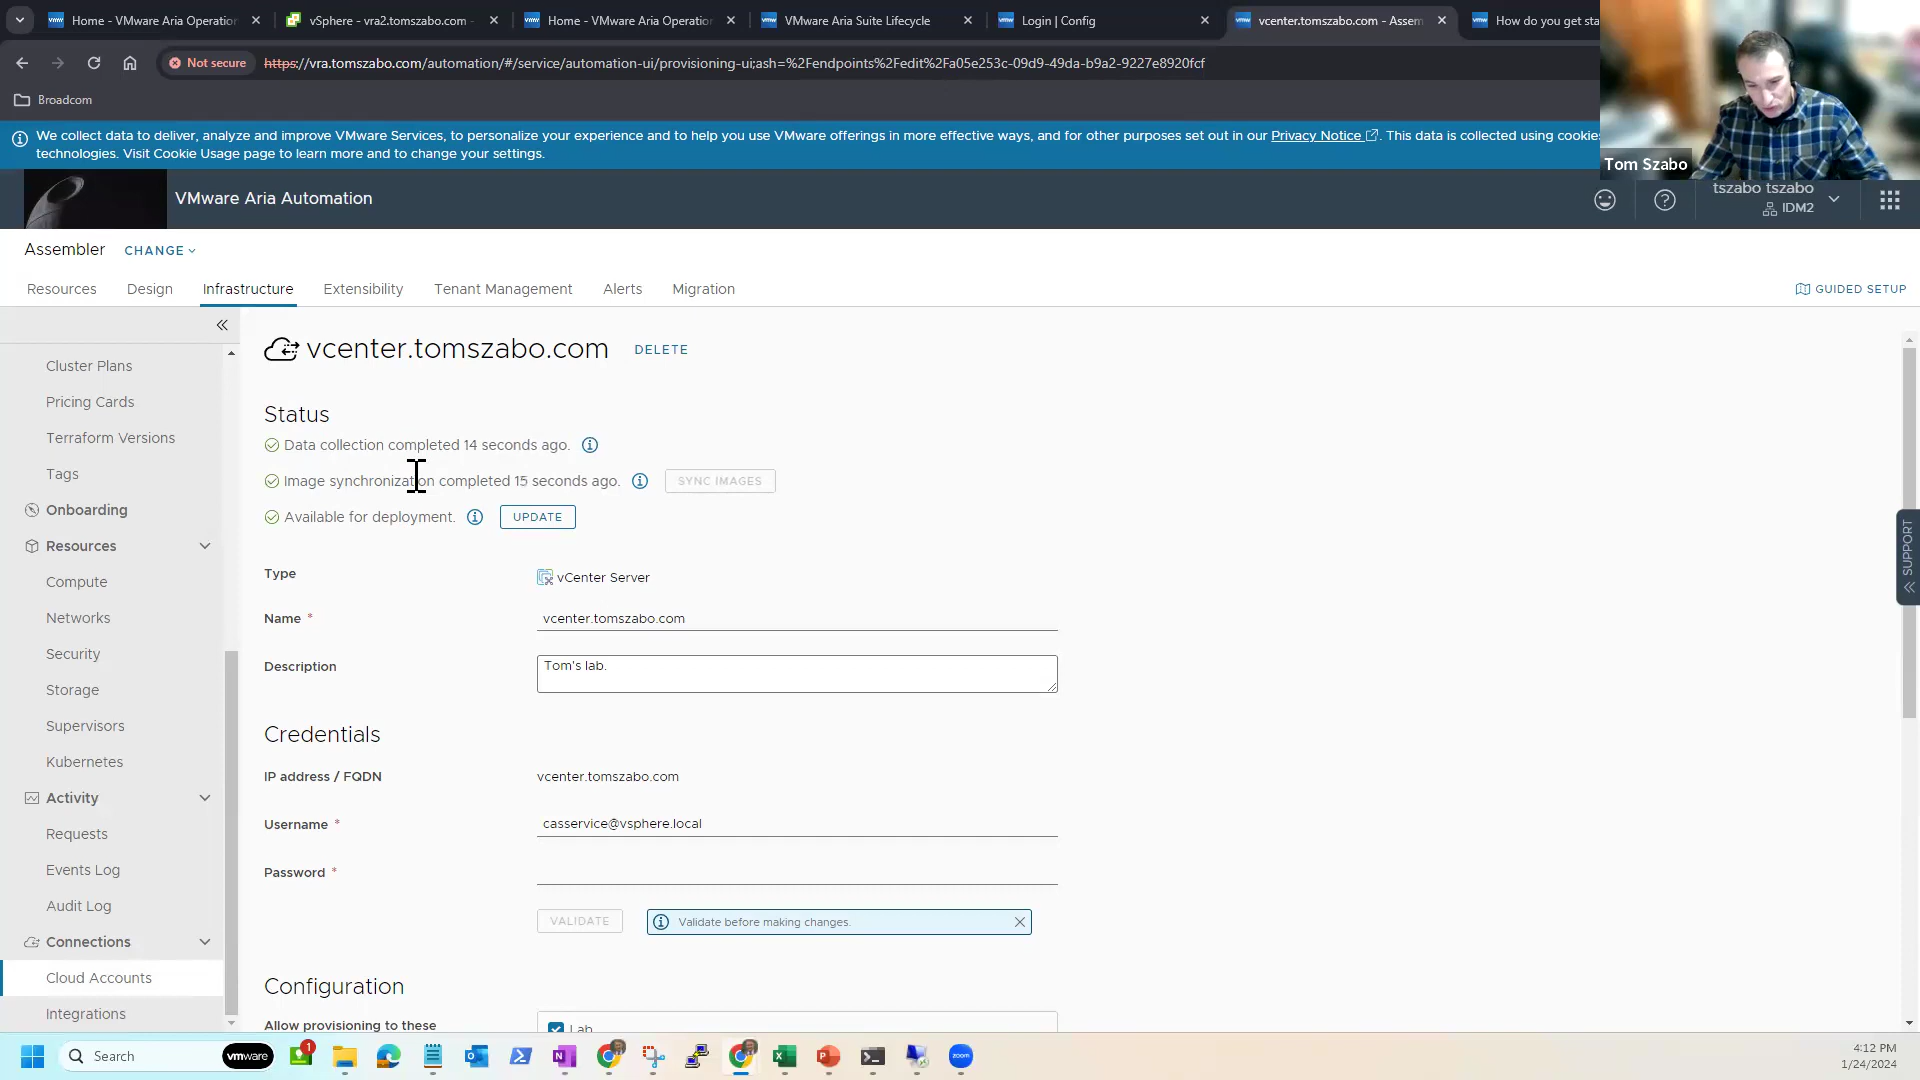 Home - VMware Aria Operation
vSphere - vra2.tomszabo.com -
Home - VMware Aria Operation
VMware Aria Suite Lifecycle
Login | Config
vcenter.tomszabo.com - Assem
How do you get sta
Not secure
https://vra.tomszabo.com/automation/#/service/automation-ui/provisioning-ui;ash=%2Fendpoints%2Fedit%2Fa05e253c-09d9-49da-b9a2-9227e8920fcf
Broadcom
We collect data to deliver, analyze and improve VMware Services, to personalize your experience and to help you use VMware offerings in more effective ways, and for other purposes set out in our Privacy Notice. This data is collected using cookie
technologies. Visit Cookie Usage page to learn more and to change your settings.
Tom Szabo
VMware Aria Automation
tszabo tszabo
IDM2
Assembler
CHANGE
Resources
Design
Infrastructure
Extensibility
Tenant Management
Alerts
Migration
GUIDED SETUP
Cluster Plans
Pricing Cards
Terraform Versions
Tags
Onboarding
Resources
Compute
Networks
Security
Storage
Supervisors
Kubernetes
Activity
Requests
Events Log
Audit Log
Connections
Cloud Accounts
Integrations
vcenter.tomszabo.com
DELETE
Status
Data collection completed 14 seconds ago.
Image synchronization completed 15 seconds ago.
SYNC IMAGES
Available for deployment.
UPDATE
Type
vCenter Server
Name *
vcenter.tomszabo.com
Description
Tom's lab.
Credentials
IP address / FQDN
vcenter.tomszabo.com
Username *
casservice@vsphere.local
Password *
VALIDATE
Validate before making changes.
Configuration
Allow provisioning to these
Lab
SUPPORT
Search
vmware
1
zoom
4:12 PM
1/24/2024